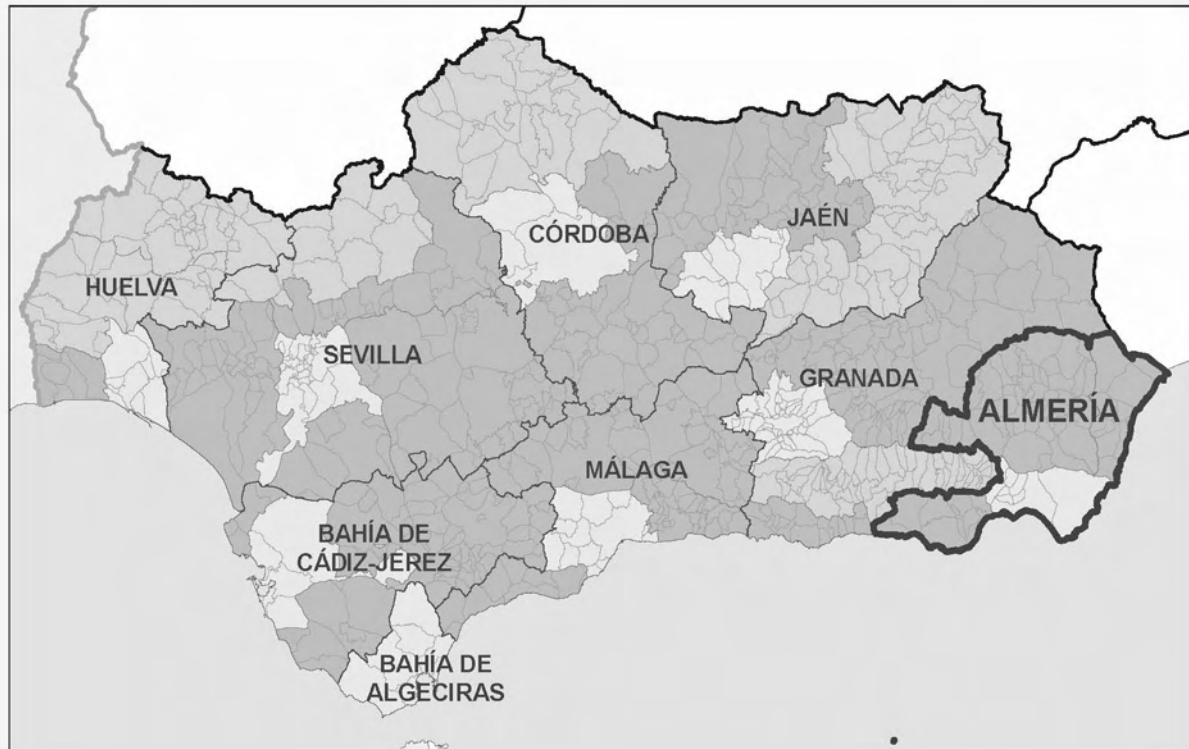 CÓRDOBA
JAÉN
HUELVA
SEVILLA
GRANADA
ALMERÍA
MÁLAGA
BAHÍA DE
CÁDIZ-JEREZ
BAHÍA DE
ALGECIRAS